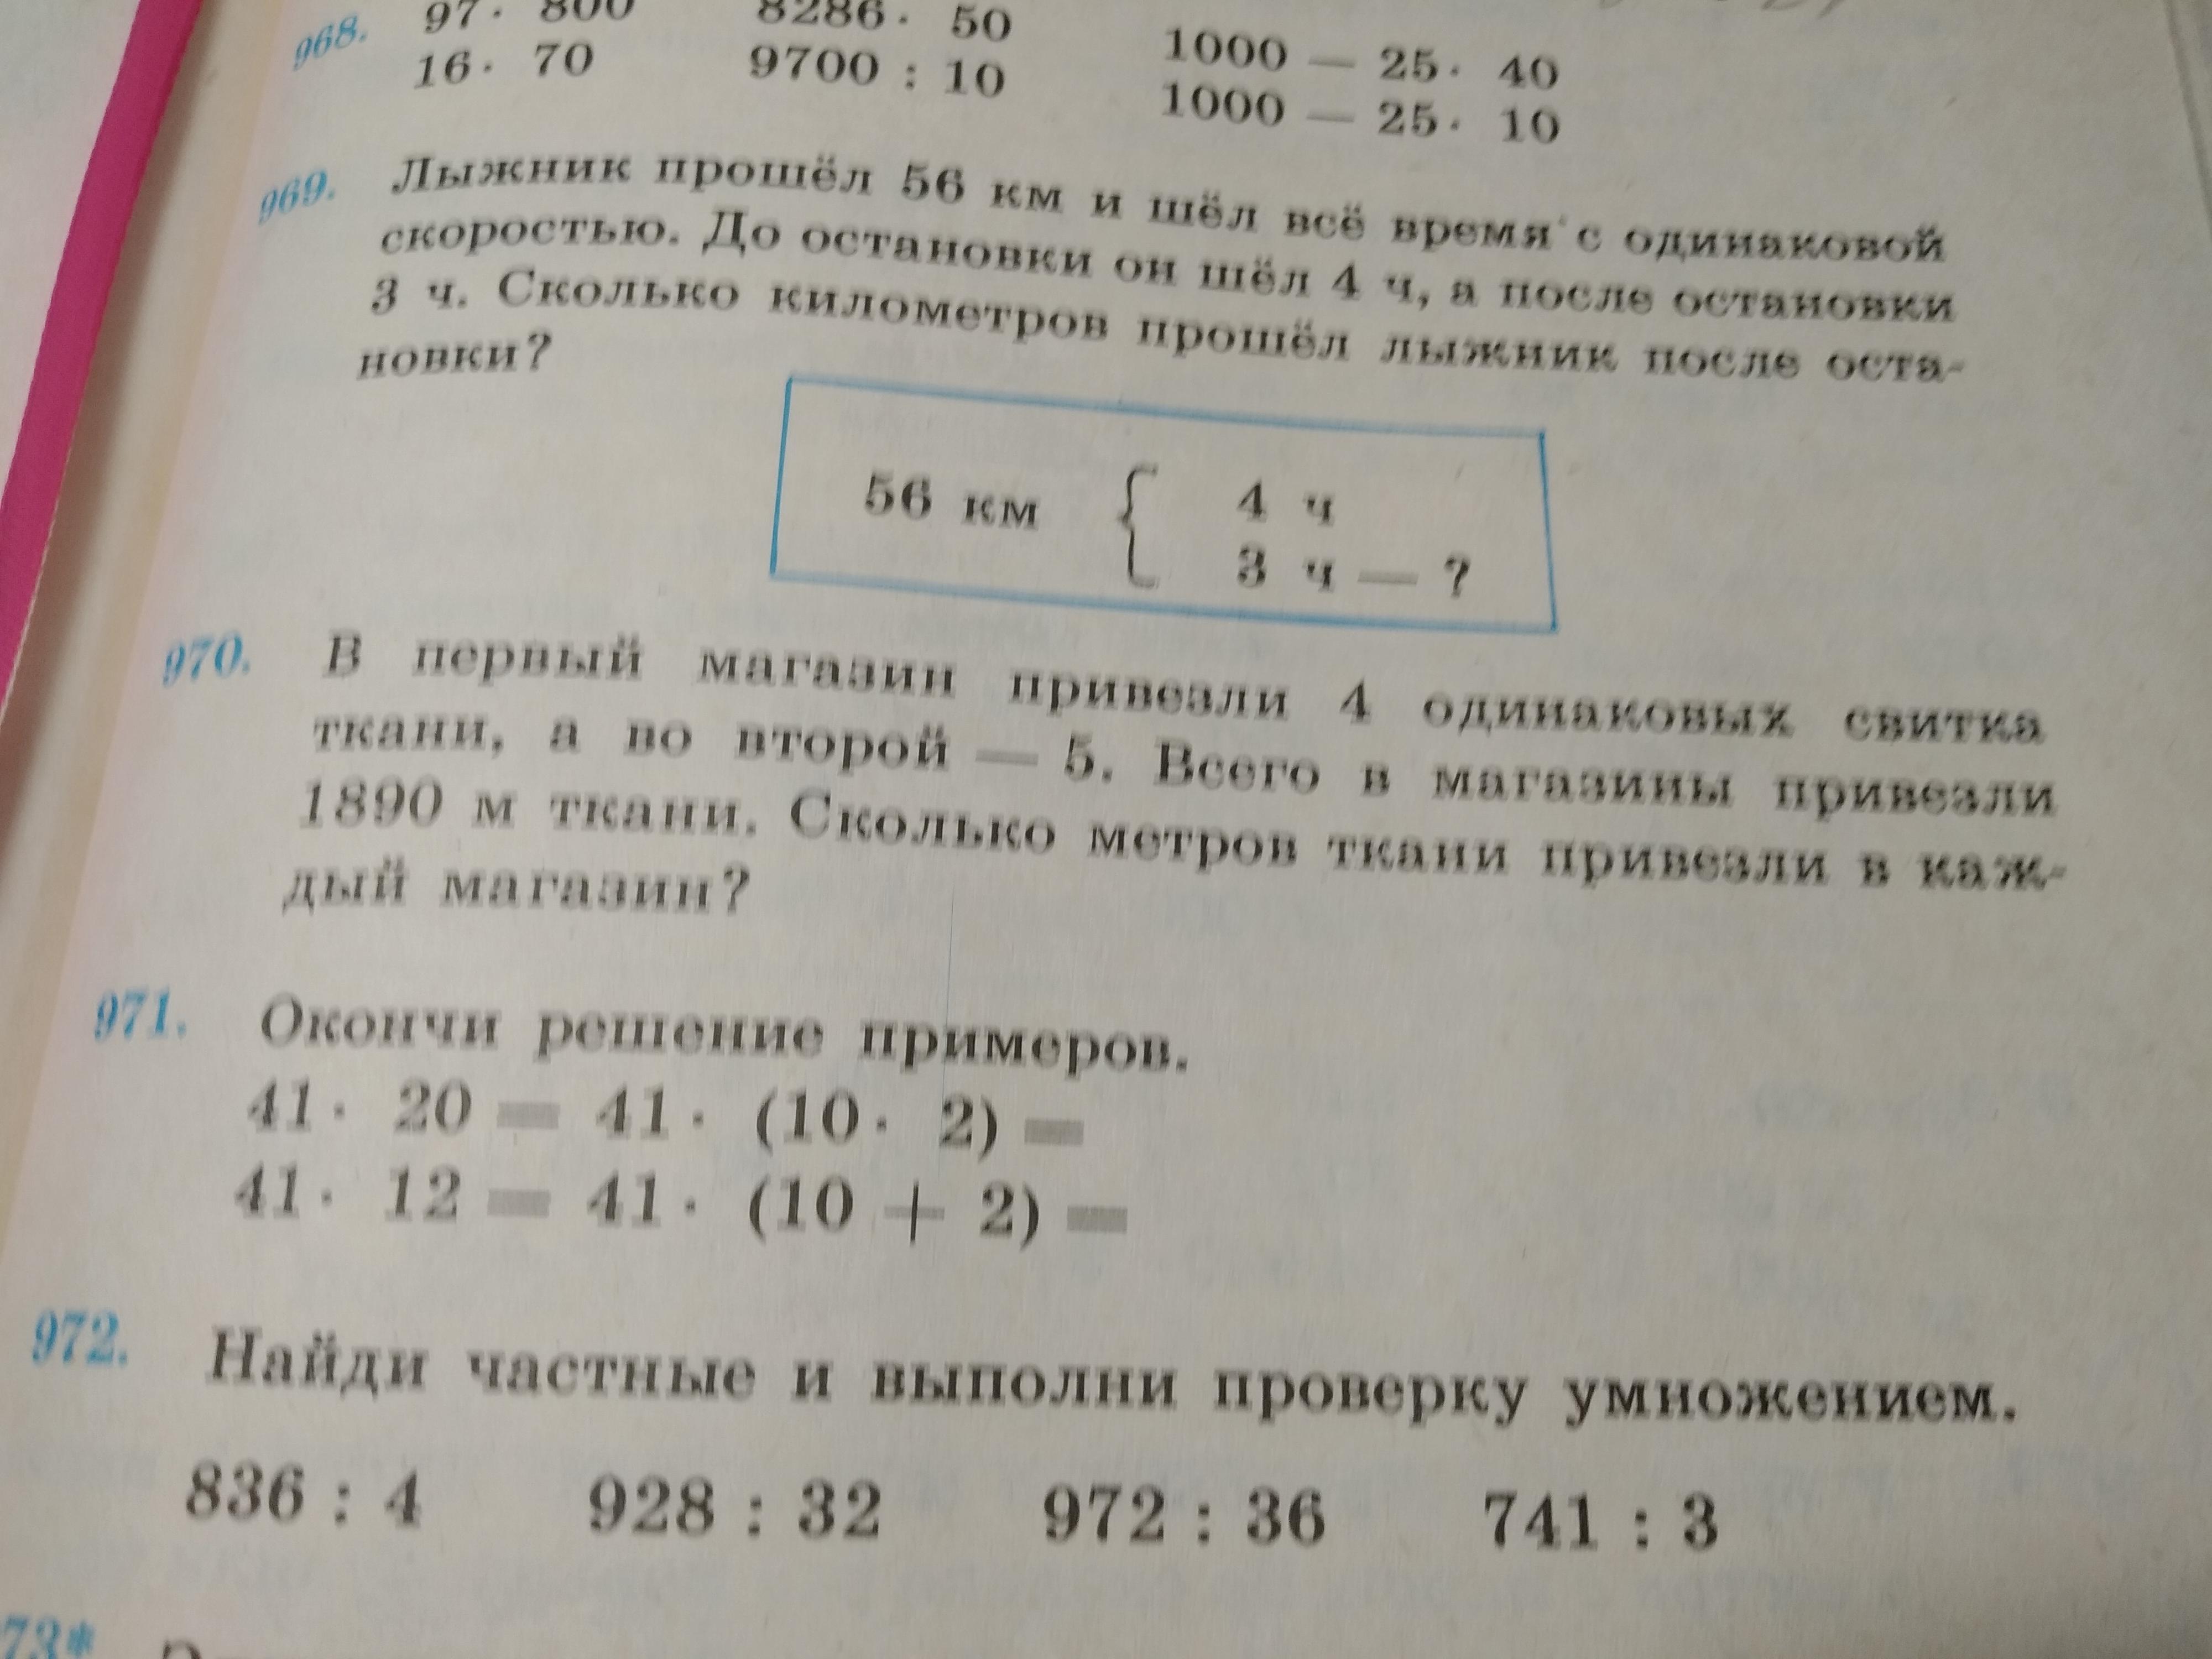 968. 97 · 800 8286 · 50 1000 — 25 · 40
16 · 70 9700 : 10 1000 — 25 · 10
969. Лыжник прошёл 56 км и шёл всё время с одинаковой
скоростью. До остановки он шёл 4 ч, а после остановки
3 ч. Сколько километров прошёл лыжник после оста-
новки?
56 км { 4 ч
3 ч — ?
970. В первый магазин привезли 4 одинаковых свитка
ткани, а во второй — 5. Всего в магазины привезли
1890 м ткани. Сколько метров ткани привезли в каж-
дый магазин?
971. Окончи решение примеров.
41 · 20 = 41 · (10 · 2) =
41 · 12 = 41 · (10 + 2) =
972. Найди частные и выполни проверку умножением.
836 : 4 928 : 32 972 : 36 741 : 3
73*